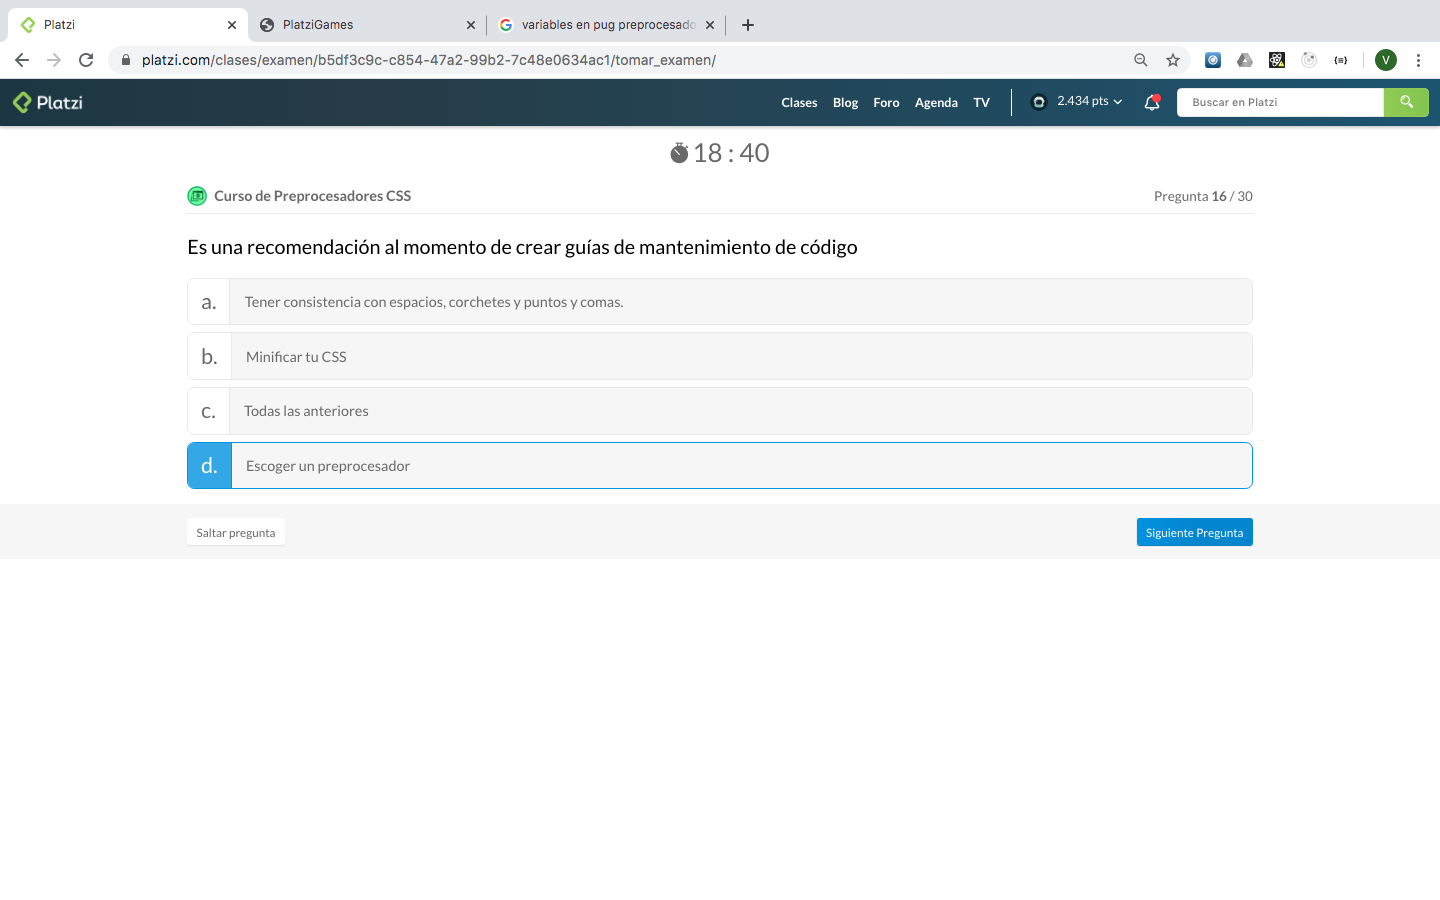 Platzi
PlatziGames
variables en pug preprocesado
platzi.com/clases/examen/b5df3c9c-c854-47a2-99b2-7c48e0634ac1/tomar_examen/
V
Platzi
Clases
Blog
Foro
Agenda
TV
2.434 pts
Buscar en Platzi
18 : 40
Curso de Preprocesadores CSS
Pregunta 16 / 30
Es una recomendación al momento de crear guías de mantenimiento de código
a. Tener consistencia con espacios, corchetes y puntos y comas.
b. Minificar tu CSS
c. Todas las anteriores
d. Escoger un preprocesador
Saltar pregunta
Siguiente Pregunta